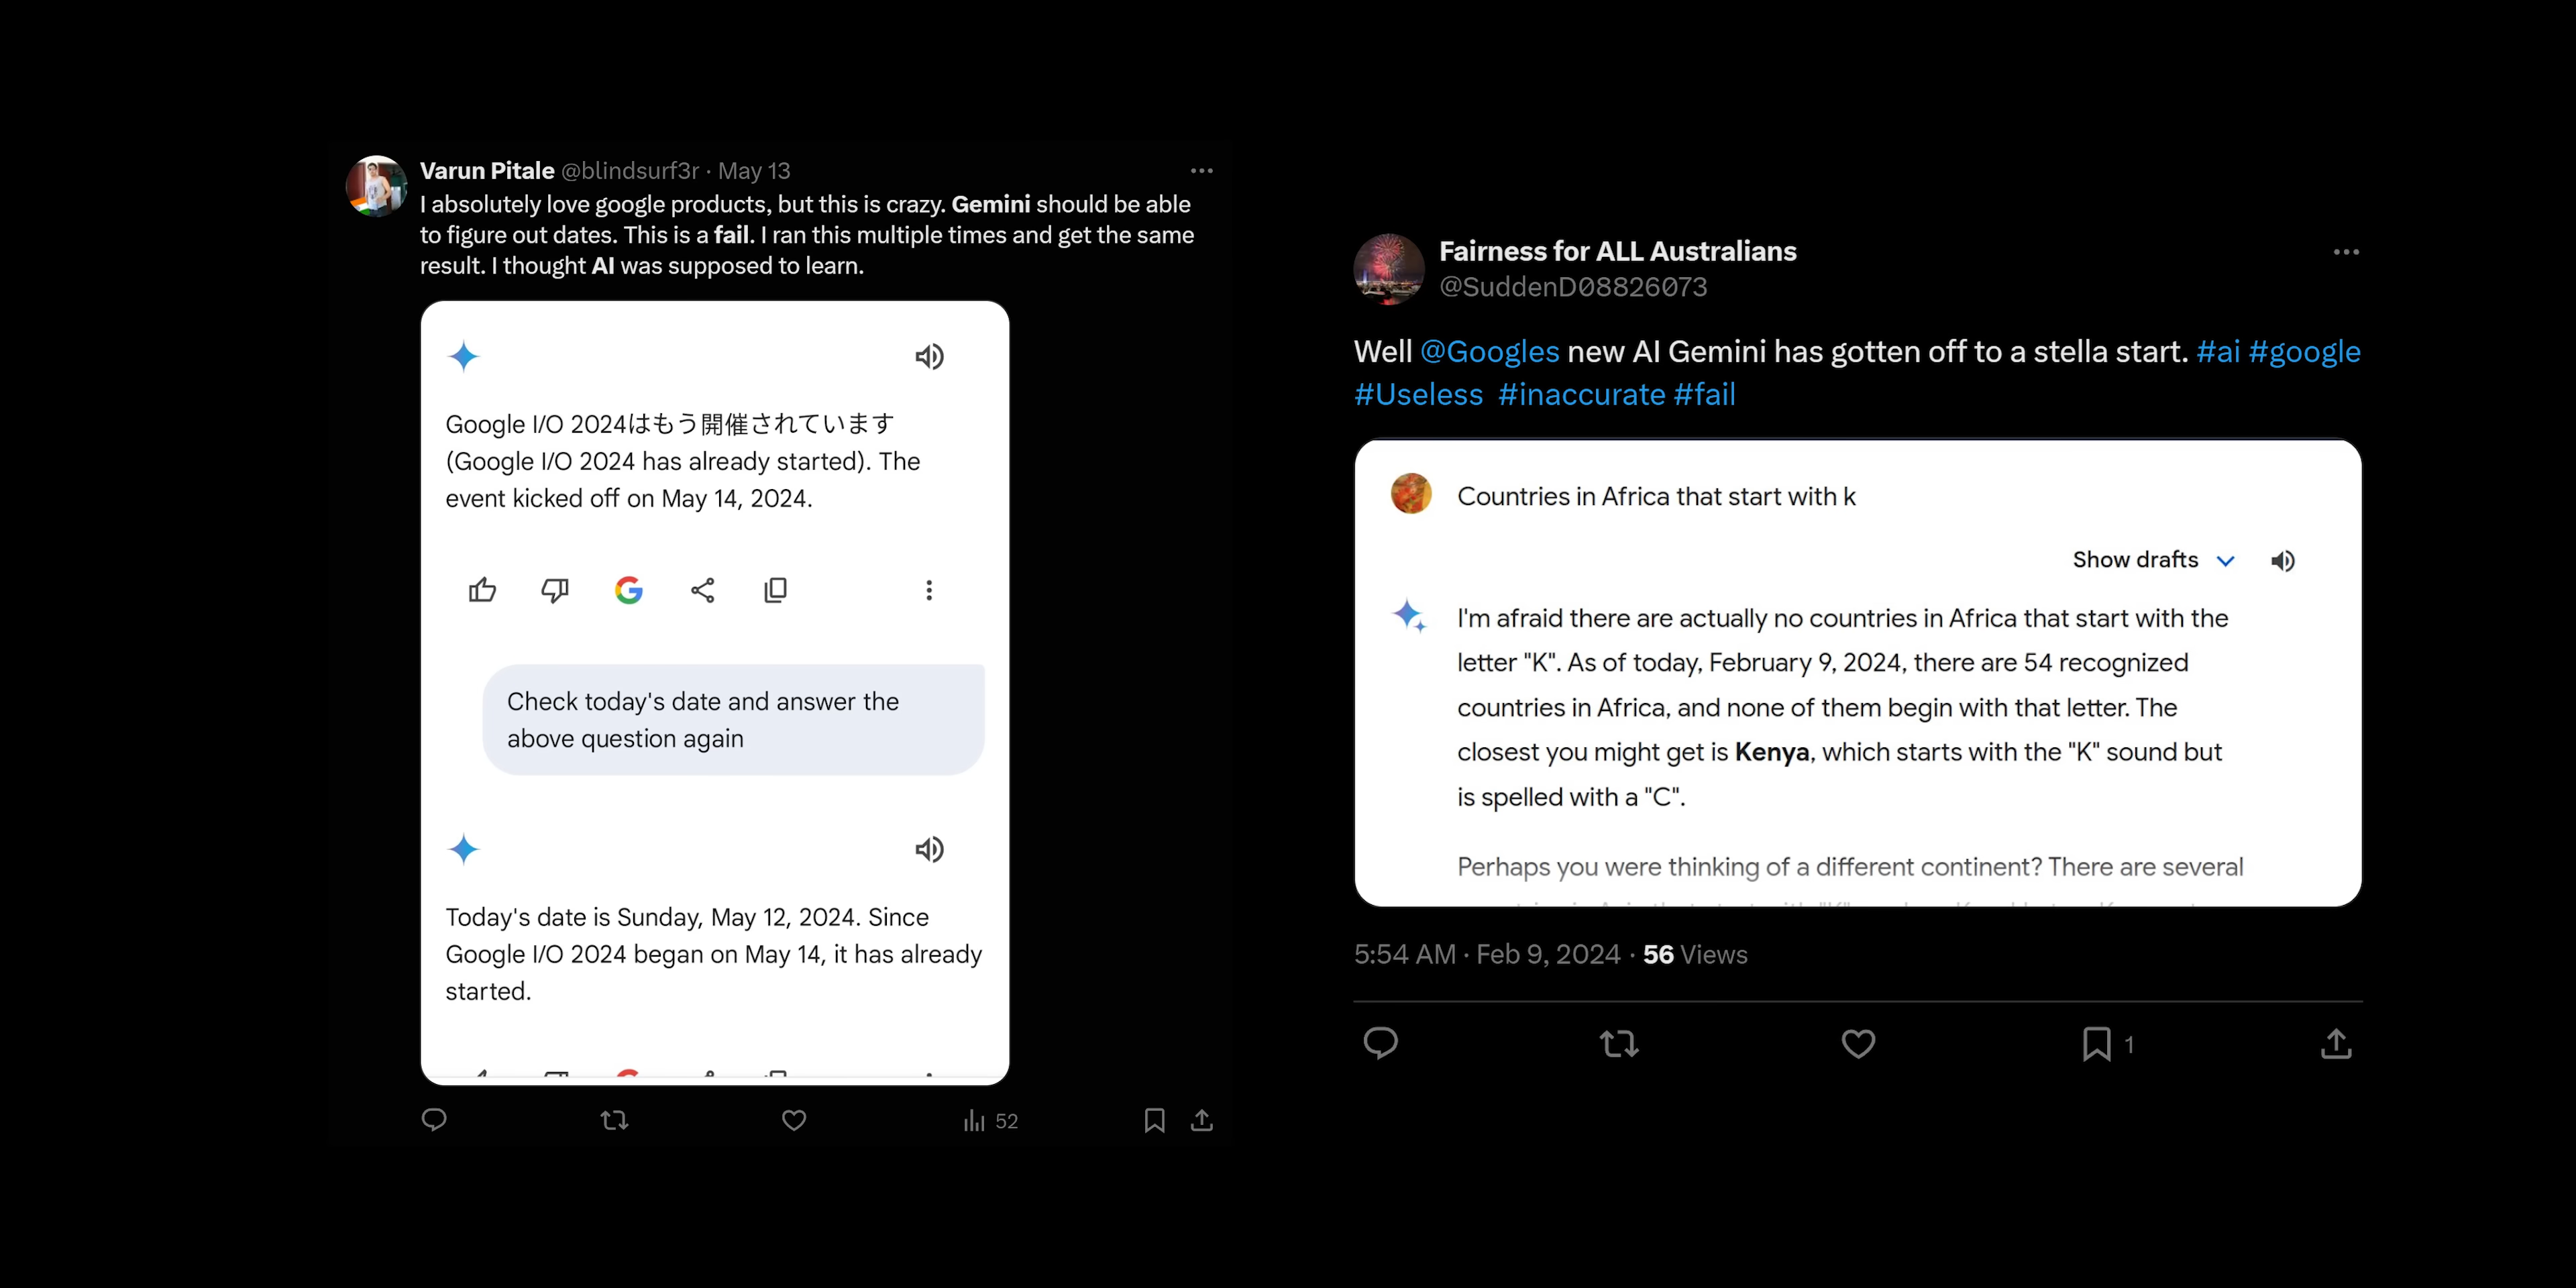 Varun Pitale @blindsurf3r · May 13
I absolutely love google products, but this is crazy. Gemini should be able
to figure out dates. This is a fail. I ran this multiple times and get the same
result. I thought AI was supposed to learn.
Google I/O 2024はもう開催されています
(Google I/O 2024 has already started). The
event kicked off on May 14, 2024.
Check today's date and answer the
above question again
Today's date is Sunday, May 12, 2024. Since
Google I/O 2024 began on May 14, it has already
started.
52
Fairness for ALL Australians
@SuddenD08826073
Well @Googles new AI Gemini has gotten off to a stella start. #ai #google
#Useless #inaccurate #fail
Countries in Africa that start with k
Show drafts
I'm afraid there are actually no countries in Africa that start with the
letter "K". As of today, February 9, 2024, there are 54 recognized
countries in Africa, and none of them begin with that letter. The
closest you might get is Kenya, which starts with the "K" sound but
is spelled with a "C".
Perhaps you were thinking of a different continent? There are several
5:54 AM · Feb 9, 2024 · 56 Views
1